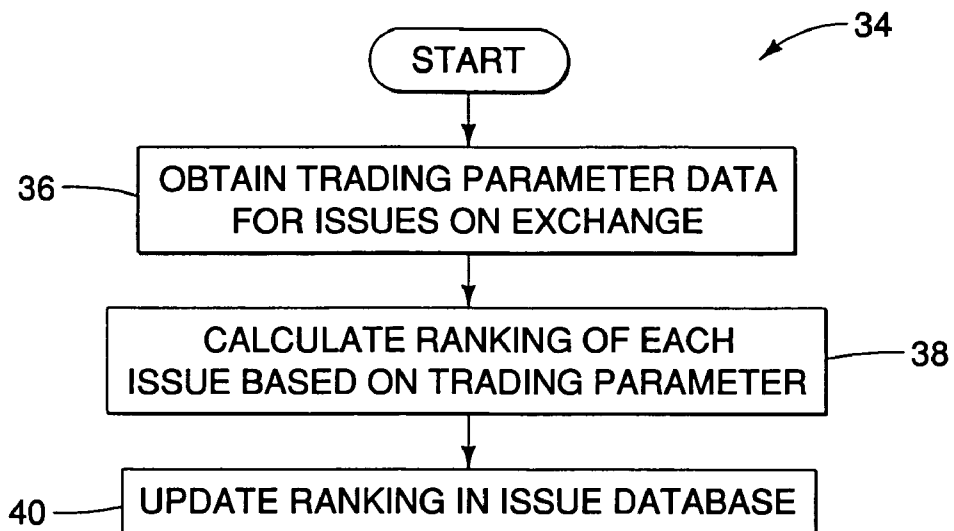 34
START
36
OBTAIN TRADING PARAMETER DATA
FOR ISSUES ON EXCHANGE
CALCULATE RANKING OF EACH
ISSUE BASED ON TRADING PARAMETER
38
40
UPDATE RANKING IN ISSUE DATABASE